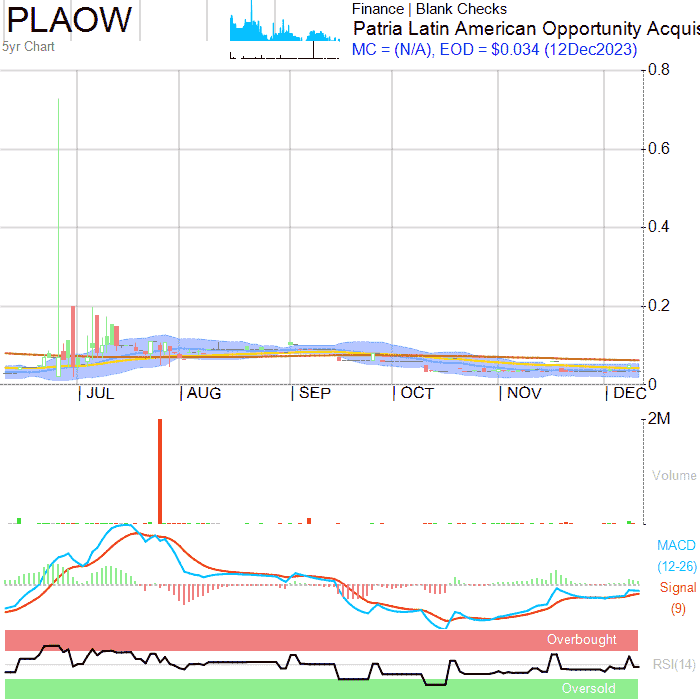 PLAOW
5yr Chart
Finance | Blank Checks
Patria Latin American Opportunity Acquis
MC = (N/A), EOD = $0.034 (12Dec2023)
0.8
0.6
0.4
0.2
0
JUL AUG SEP OCT NOV DEC
2M
Volume
MACD
(12-26)
Signal
(9)
Overbought
RSI(14)
Oversold